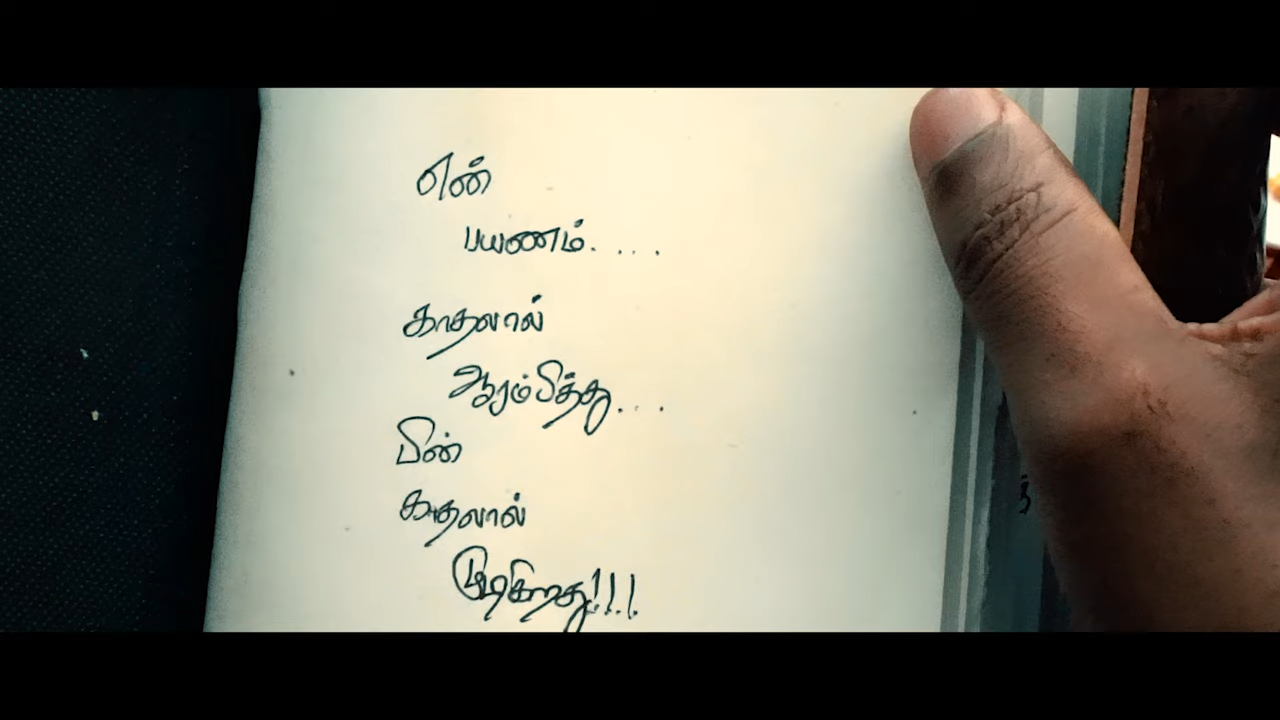 என்
பயணம். ...
காதலால்
ஆரம்பித்து...
பின்
காதலால்
முடிகிறது!!!